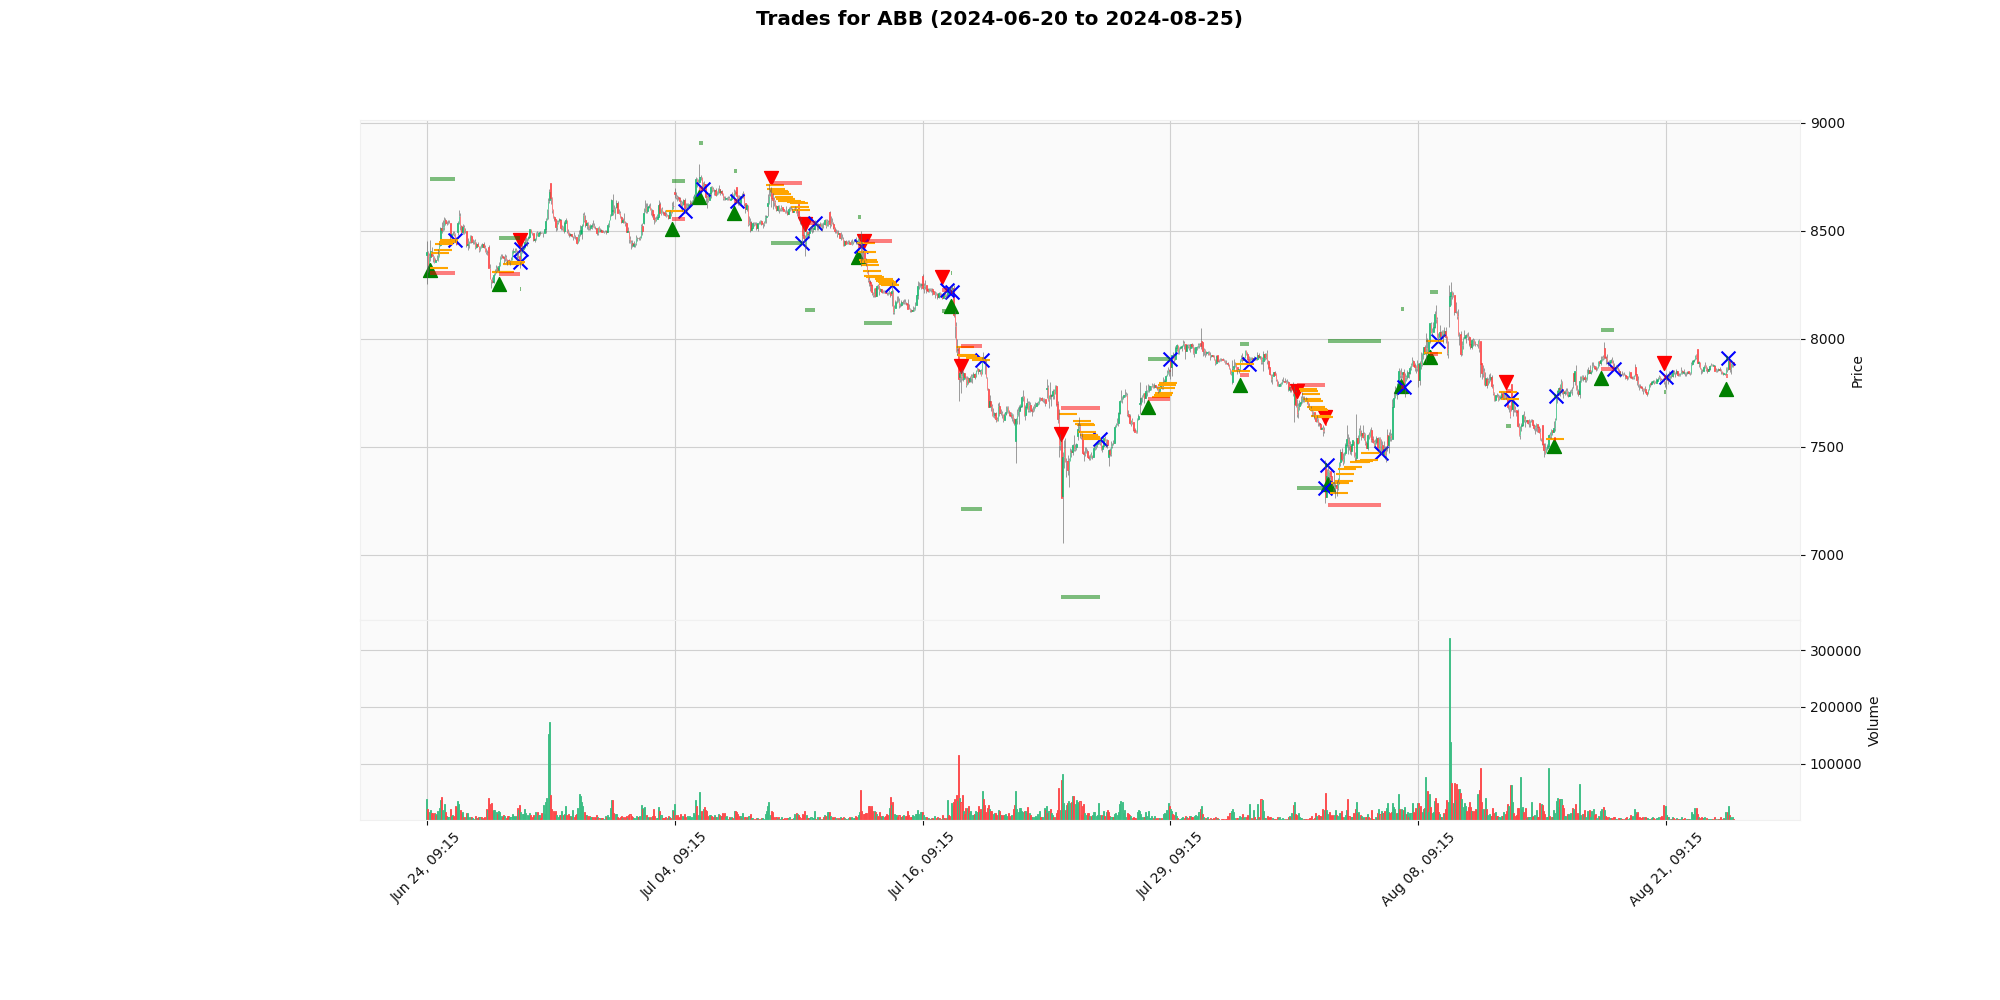 Trades for ABB (2024-06-20 to 2024-08-25)
9000
8500
8000
7500
7000
Price
300000
200000
100000
Volume
Jun 24, 09:15
Jul 04, 09:15
Jul 16, 09:15
Jul 29, 09:15
Aug 08, 09:15
Aug 21, 09:15